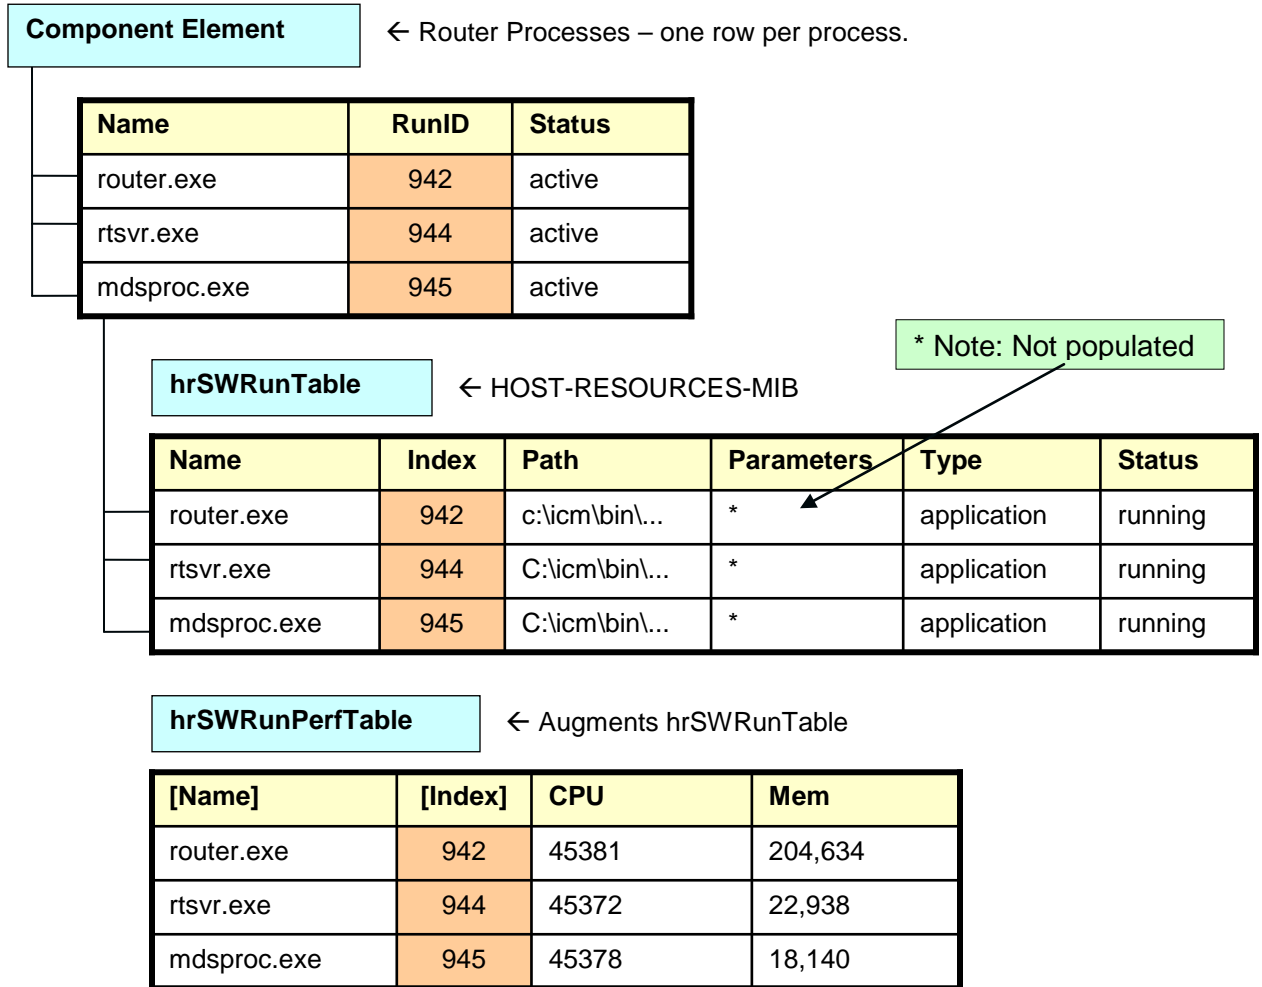 Component Element ← Router Processes – one row per process.
Name RunID Status
router.exe 942 active
rtsvr.exe 944 active
mdsproc.exe 945 active
* Note: Not populated
hrSWRunTable ← HOST-RESOURCES-MIB
Name Index Path Parameters Type Status
router.exe 942 c:\icm\bin\... * application running
rtsvr.exe 944 C:\icm\bin\... * application running
mdsproc.exe 945 C:\icm\bin\... * application running
hrSWRunPerfTable ← Augments hrSWRunTable
[Name] [Index] CPU Mem
router.exe 942 45381 204,634
rtsvr.exe 944 45372 22,938
mdsproc.exe 945 45378 18,140